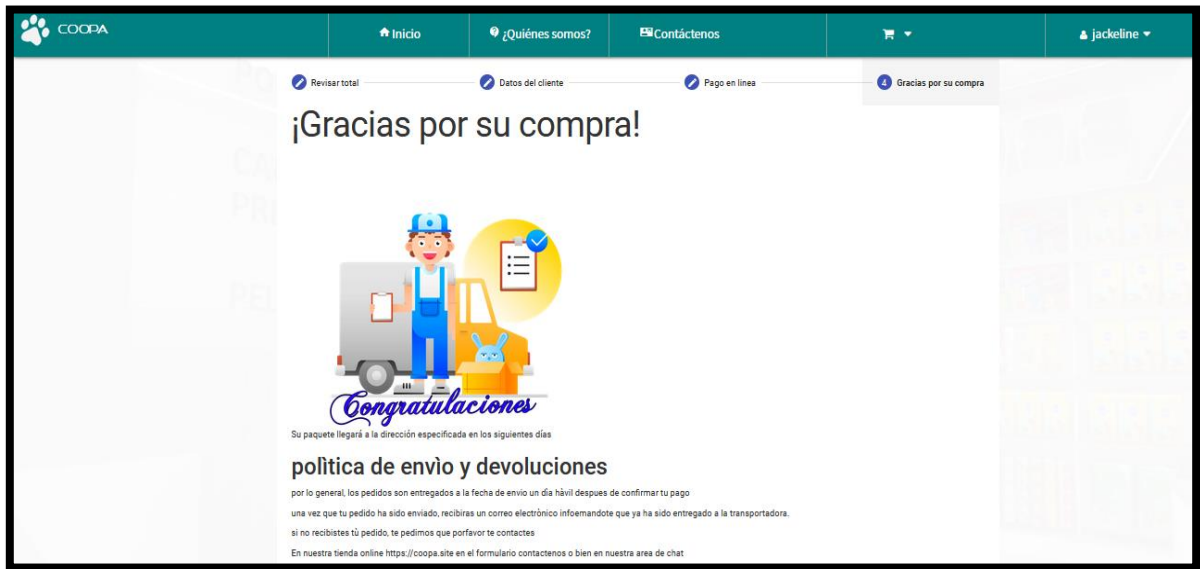 COOPA
Inicio
¿Quiénes somos?
Contáctenos
jackeline
Revisar total
Datos del cliente
Pago en linea
4 Gracias por su compra
¡Gracias por su compra!
Congratulaciones
Su paquete llegará a la dirección especificada en los siguientes días
polìtica de envìo y devoluciones
por lo general, los pedidos son entregados a la fecha de envio un dìa hàvil despues de confirmar tu pago
una vez que tu pedido ha sido enviado, recibiras un correo electrònico infoemandote que ya ha sido entregado a la transportadora.
si no recibistes tù pedido, te pedimos que porfavor te contactes
En nuestra tienda online https://coopa.site en el formulario contactenos o bien en nuestra area de chat